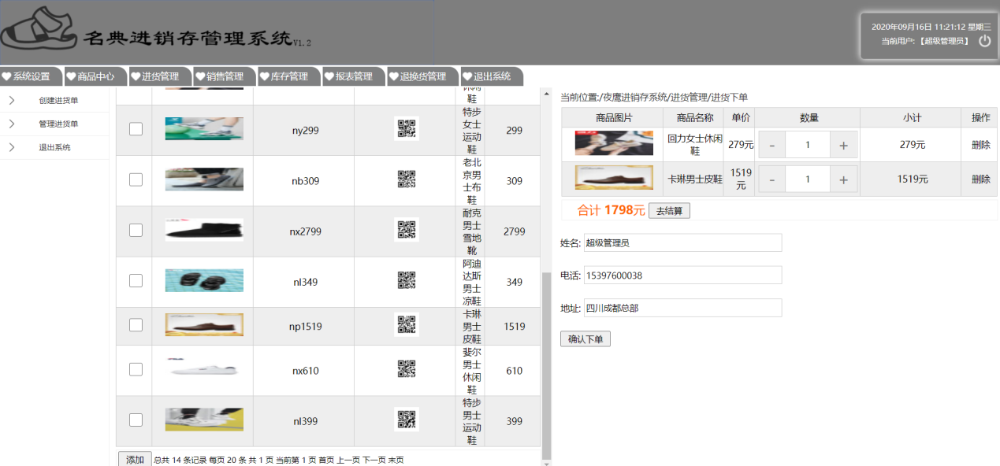 名典进销存管理系统V1.2
2020年09月16日 11:21:12 星期三
当前用户:【超级管理员】
系统设置 商品中心 进货管理 销售管理 库存管理 报表管理 退换货管理 退出系统
创建进货单
管理进货单
退出系统
鞋
ny299 特步女士运动鞋 299
nb309 老北京男士布鞋 309
nx2799 耐克男士雪地靴 2799
nl349 阿迪达斯男士凉鞋 349
np1519 卡琳男士皮鞋 1519
nx610 斐尔男士休闲鞋 610
nl399 特步男士运动鞋 399
添加 总共 14 条记录 每页 20 条 共 1 页 当前第 1 页 首页 上一页 下一页 末页
当前位置:/夜鹰进销存系统/进货管理/进货下单
商品图片 商品名称 单价 数量 小计 操作
回力女士休闲鞋 279元 - 1 + 279元 删除
卡琳男士皮鞋 1519元 - 1 + 1519元 删除
合计 1798元 去结算
姓名: 超级管理员
电话: 15397600038
地址: 四川成都总部
确认下单